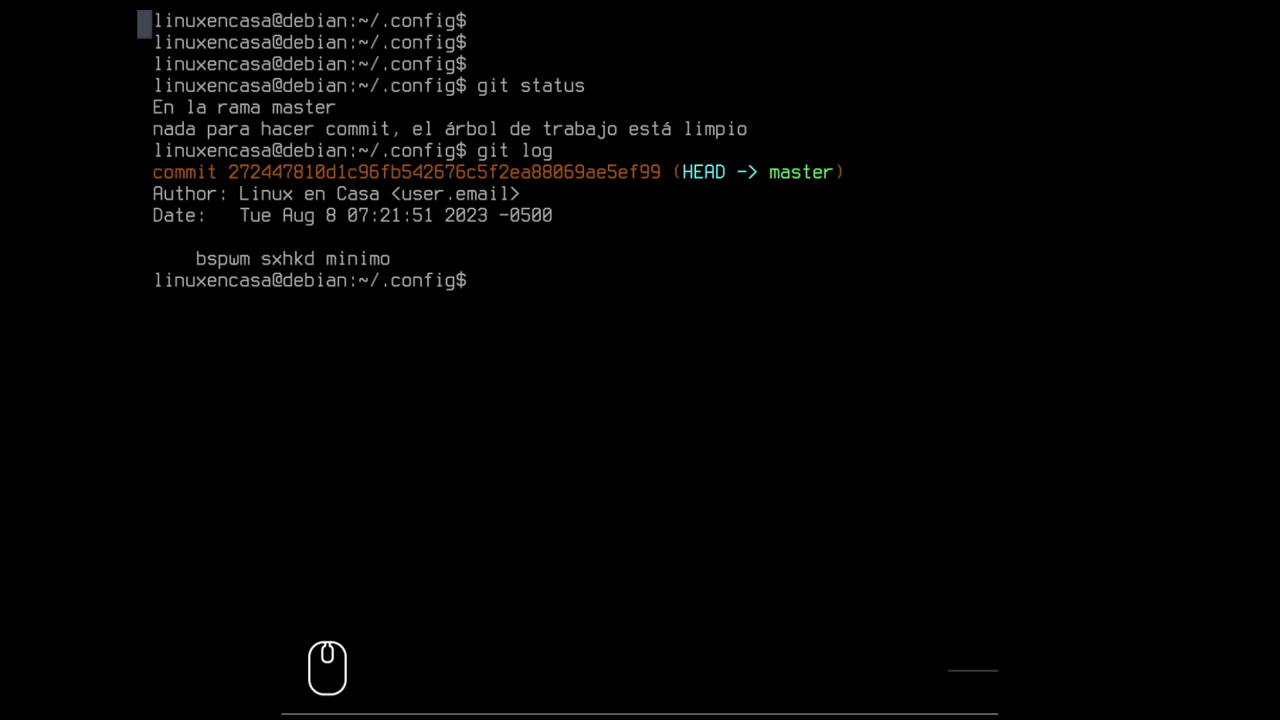 linuxencasa@debian:~/.config$
linuxencasa@debian:~/.config$
linuxencasa@debian:~/.config$
linuxencasa@debian:~/.config$ git status
En la rama master
nada para hacer commit, el árbol de trabajo está limpio
linuxencasa@debian:~/.config$ git log
commit 272447810d1c96fb542676c5f2ea88069ae5ef99 (HEAD -> master)
Author: Linux en Casa <user.email>
Date:   Tue Aug 8 07:21:51 2023 -0500
    bspwm sxhkd minimo
linuxencasa@debian:~/.config$